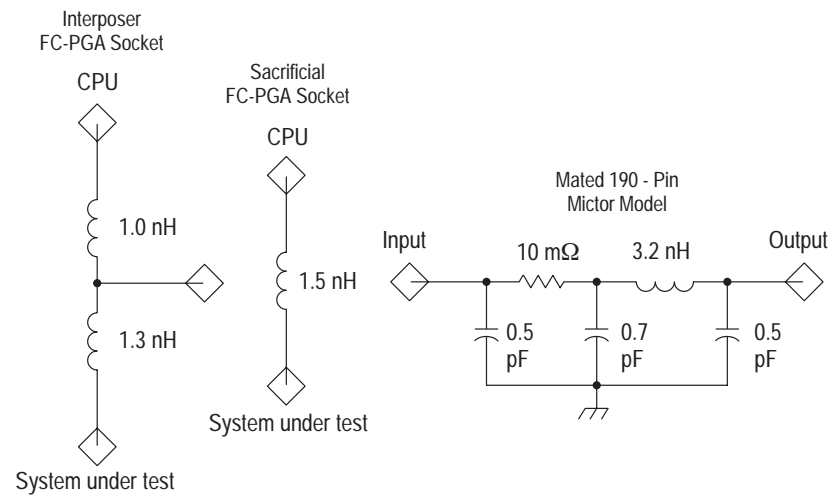 Interposer
FC-PGA Socket
CPU
1.0 nH
1.3 nH
System under test
Sacrificial
FC-PGA Socket
CPU
1.5 nH
System under test
Mated 190 - Pin
Mictor Model
Input
10 mΩ
3.2 nH
Output
0.5
pF
0.7
pF
0.5
pF